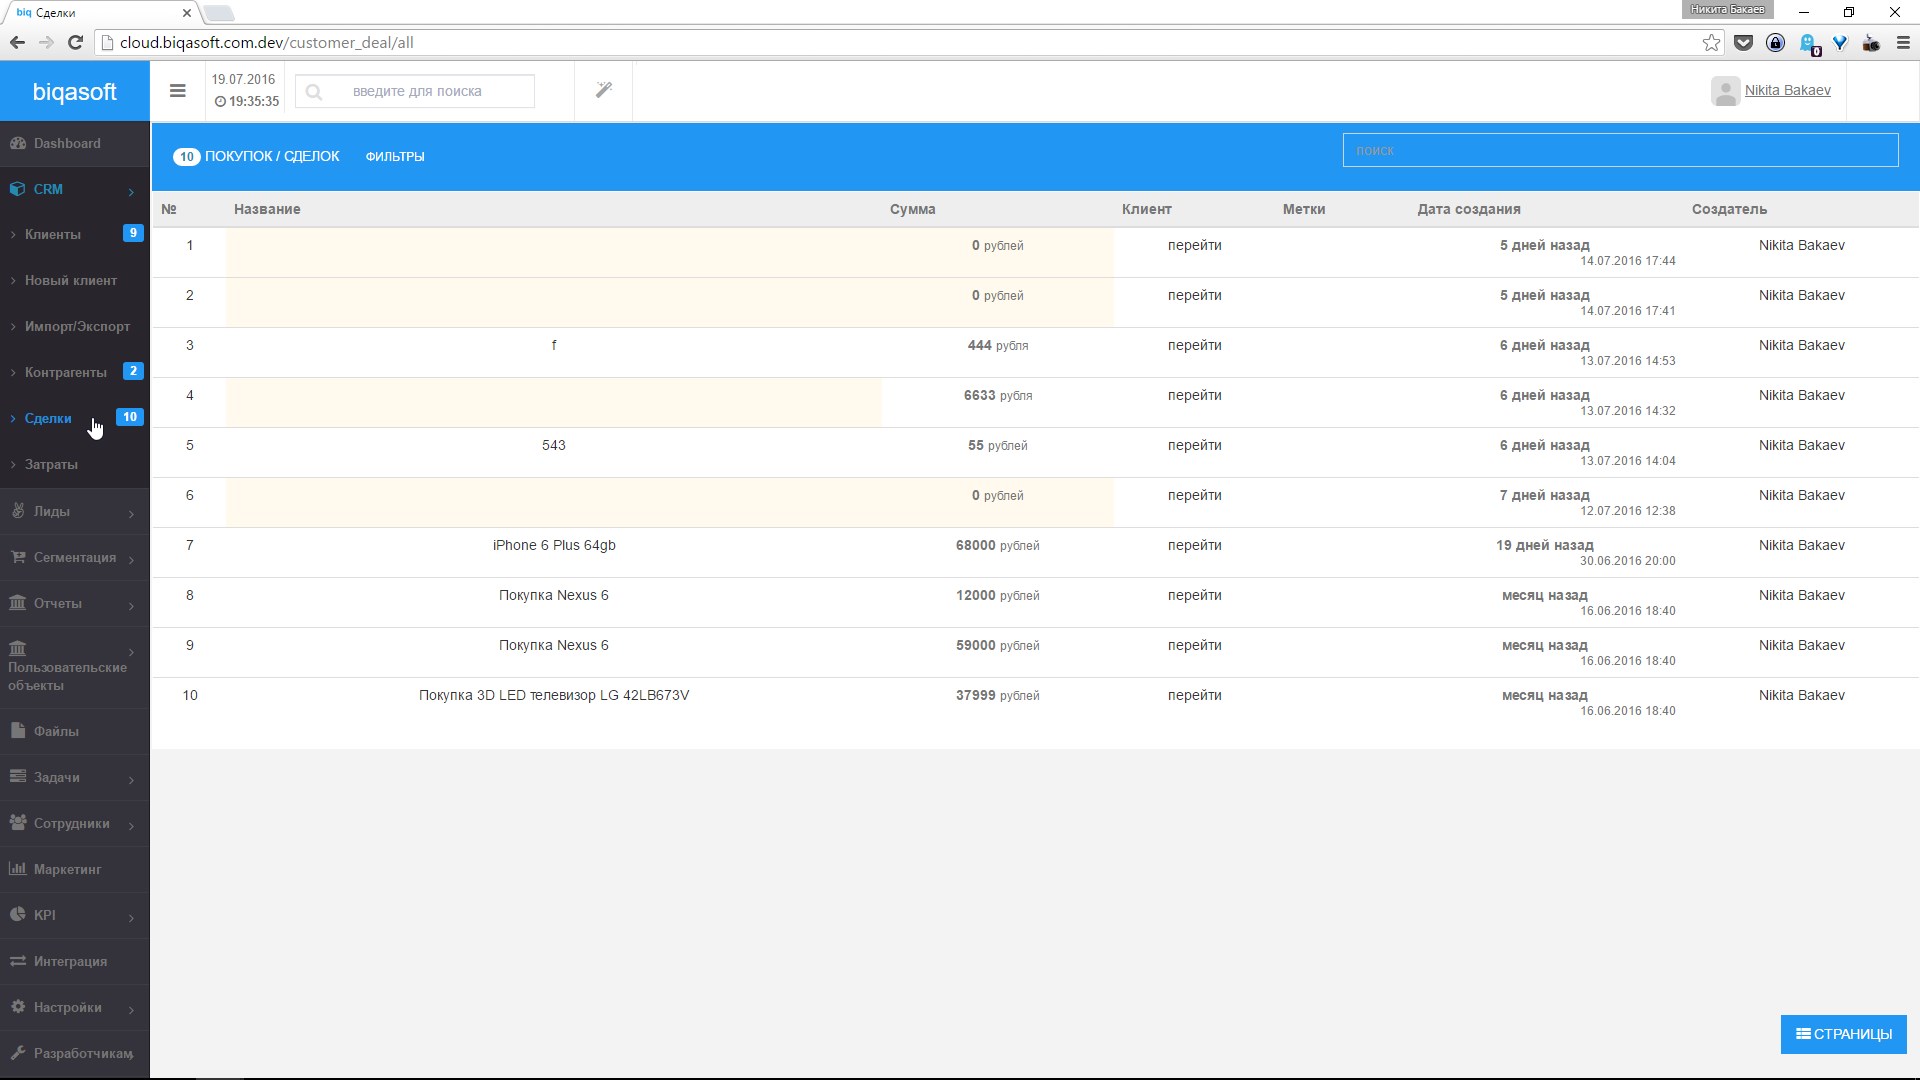 biq Сделки
Никита Бакаев
cloud.biqasoft.com.dev/customer_deal/all
0
biqasoft
19.07.2016
19:35:35
введите для поиска
Nikita Bakaev
Dashboard
CRM
Клиенты 9
Новый клиент
Импорт/Экспорт
Контрагенты 2
Сделки 10
Затраты
Лиды
Сегментация
Отчеты
Пользовательские
объекты
Файлы
Задачи
Сотрудники
Маркетинг
KPI
Интеграция
Настройки
Разработчикам
10 ПОКУПОК / СДЕЛОК ФИЛЬТРЫ
поиск
№ Название Сумма Клиент Метки Дата создания Создатель
1 0 рублей перейти 5 дней назад Nikita Bakaev
14.07.2016 17:44
2 0 рублей перейти 5 дней назад Nikita Bakaev
14.07.2016 17:41
3 f 444 рубля перейти 6 дней назад Nikita Bakaev
13.07.2016 14:53
4 6633 рубля перейти 6 дней назад Nikita Bakaev
13.07.2016 14:32
5 543 55 рублей перейти 6 дней назад Nikita Bakaev
13.07.2016 14:04
6 0 рублей перейти 7 дней назад Nikita Bakaev
12.07.2016 12:38
7 iPhone 6 Plus 64gb 68000 рублей перейти 19 дней назад Nikita Bakaev
30.06.2016 20:00
8 Покупка Nexus 6 12000 рублей перейти месяц назад Nikita Bakaev
16.06.2016 18:40
9 Покупка Nexus 6 59000 рублей перейти месяц назад Nikita Bakaev
16.06.2016 18:40
10 Покупка 3D LED телевизор LG 42LB673V 37999 рублей перейти месяц назад Nikita Bakaev
16.06.2016 18:40
СТРАНИЦЫ